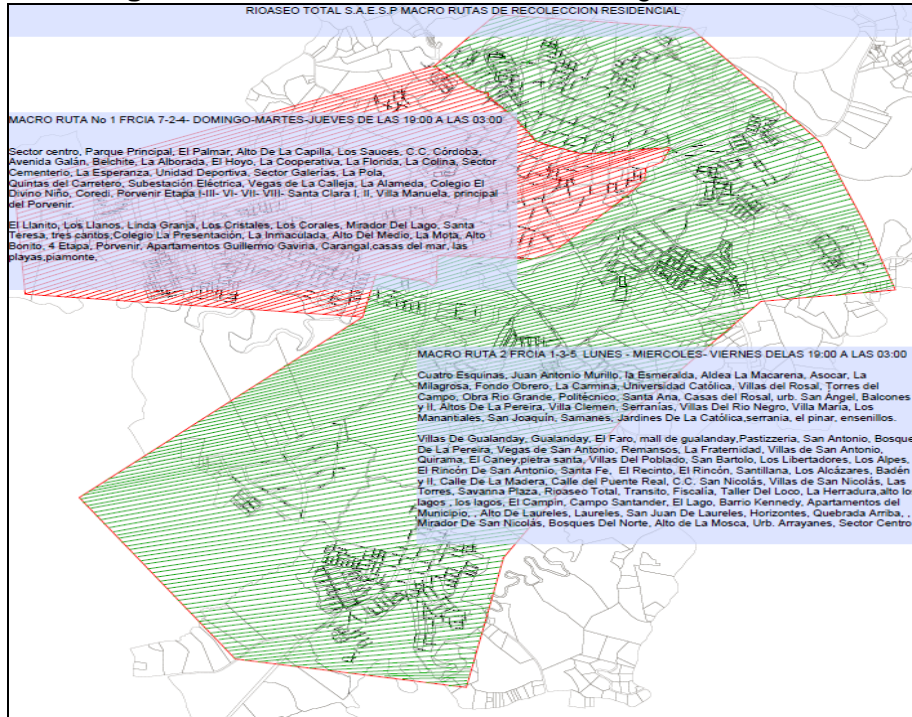 RIOASEO TOTAL S.A.E.S.P MACRO RUTAS DE RECOLECCION RESIDENCIAL
MACRO RUTA No 1 FRCIA 7-2-4- DOMINGO-MARTES-JUEVES DE LAS 19:00 A LAS 03:00
Sector centro, Parque Principal, El Palmar, Alto De La Capilla, Los Sauces, C.C. Córdoba,
Avenida Galán, Belchite, La Alborada, El Hoyo, La Cooperativa, La Florida, La Colina, Sector
Cementerio, La Esperanza, Unidad Deportiva, Sector Galerías, La Pola,
Quintas del Carretero, Subestación Eléctrica, Vegas de La Calleja, La Alameda, Colegio El
Divino Niño, Coredi, Porvenir Etapa I-III- VI- VII- VIII- Santa Clara I, II, Villa Manuela, principal
del Porvenir.
El Llanito, Los Llanos, Linda Granja, Los Cristales, Los Corales, Mirador Del Lago, Santa
Teresa, tres cantos,Colegio La Presentación, La Inmaculada, Alto Del Medio, La Mota, Alto
Bonito, 4 Etapa, Porvenir, Apartamentos Guillermo Gaviria, Carangal,casas del mar, las
playas,piamonte,
MACRO RUTA 2 FRCIA 1-3-5 LUNES - MIERCOLES- VIERNES DELAS 19:00 A LAS 03:00
Cuatro Esquinas, Juan Antonio Murillo, la Esmeralda, Aldea La Macarena, Asocar, La
Milagrosa, Fondo Obrero, La Carmina, Universidad Católica, Villas del Rosal, Torres del
Campo, Obra Rio Grande, Politécnico, Santa Ana, Casas del Rosal, urb. San Ángel, Balcones
y II, Altos De La Pereira, Villa Clemen, Serranías, Villas Del Rio Negro, Villa María, Los
Manantiales, San Joaquín, Samanes, Jardines De La Católica,serrania, el pinar, ensenillos.
Villas De Gualanday, Gualanday, El Faro, mall de gualanday,Pastizzeria, San Antonio, Bosque
De La Pereira, Vegas de San Antonio, Remansos, La Fraternidad, Villas de San Antonio,
Quirama, El Caney,pietra santa, Villas Del Poblado, San Bartolo, Los Libertadores, Los Alpes,
El Rincón De San Antonio, Santa Fe, El Recinto, El Rincón, Santillana, Los Alcázares, Badén
y II, Calle De La Madera, Calle del Puente Real, C.C. San Nicolás, Villas de San Nicolás, Las
Torres, Savanna Plaza, Rioaseo Total, Transito, Fiscalía, Taller Del Loco, La Herradura,alto los
lagos , los lagos, El Campin, Campo Santander, El Lago, Barrio Kennedy, Apartamentos del
Municipio, , Alto De Laureles, Laureles, San Juan De Laureles, Horizontes, Quebrada Arriba, ,
Mirador De San Nicolás, Bosques Del Norte, Alto de La Mosca, Urb. Arrayanes, Sector Centro